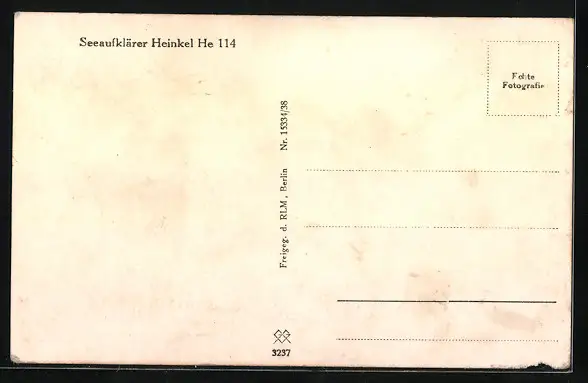 Seeaufklärer Heinkel He 114
Echte
Fotografie
Freigeg. d. RLM, Berlin Nr. 15334/38
3237